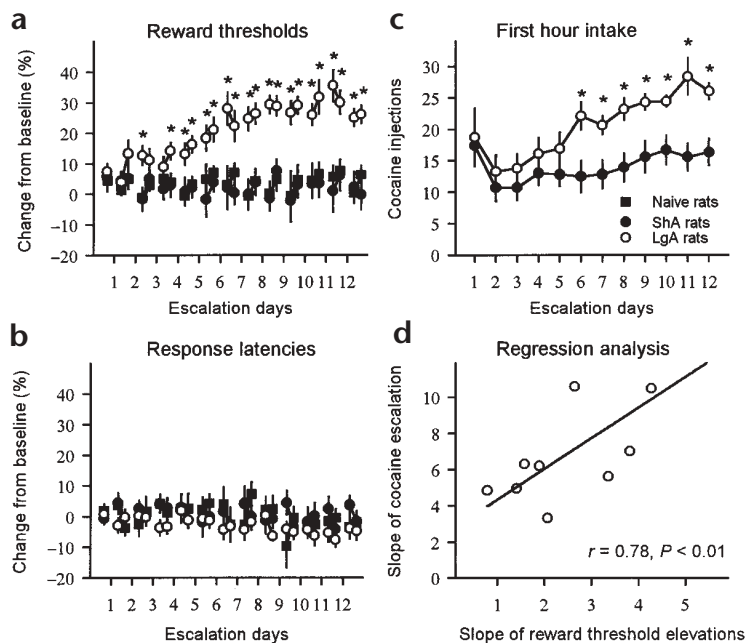 a
Reward thresholds
Change from baseline (%)
40
30
20
10
0
–10
–20
* * * * * * * * * * * * * * * * * * *
1 2 3 4 5 6 7 8 9 10 11 12
Escalation days
c
First hour intake
Cocaine injections
30
25
20
15
10
5
0
* * * * * * *
Naive rats
ShA rats
LgA rats
1 2 3 4 5 6 7 8 9 10 11 12
Escalation days
b
Response latencies
Change from baseline (%)
40
30
20
10
0
–10
–20
1 2 3 4 5 6 7 8 9 10 11 12
Escalation days
d
Regression analysis
Slope of cocaine escalation
10
8
6
4
2
0
r = 0.78, P < 0.01
1 2 3 4 5
Slope of reward threshold elevations